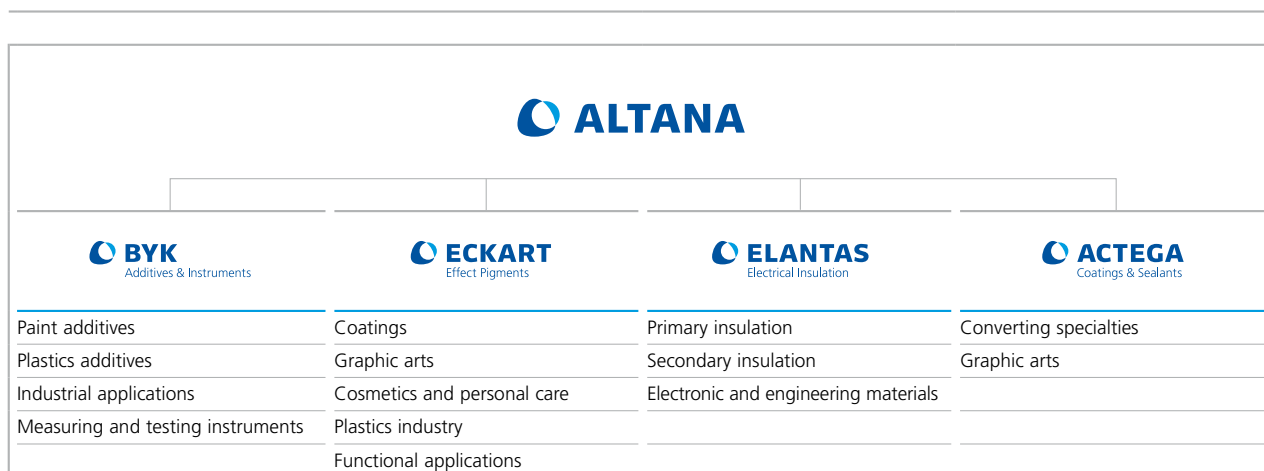 ALTANA
BYK
Additives & Instruments
ECKART
Effect Pigments
ELANTAS
Electrical Insulation
ACTEGA
Coatings & Sealants
Paint additives
Plastics additives
Industrial applications
Measuring and testing instruments
Coatings
Graphic arts
Cosmetics and personal care
Plastics industry
Functional applications
Primary insulation
Secondary insulation
Electronic and engineering materials
Converting specialties
Graphic arts